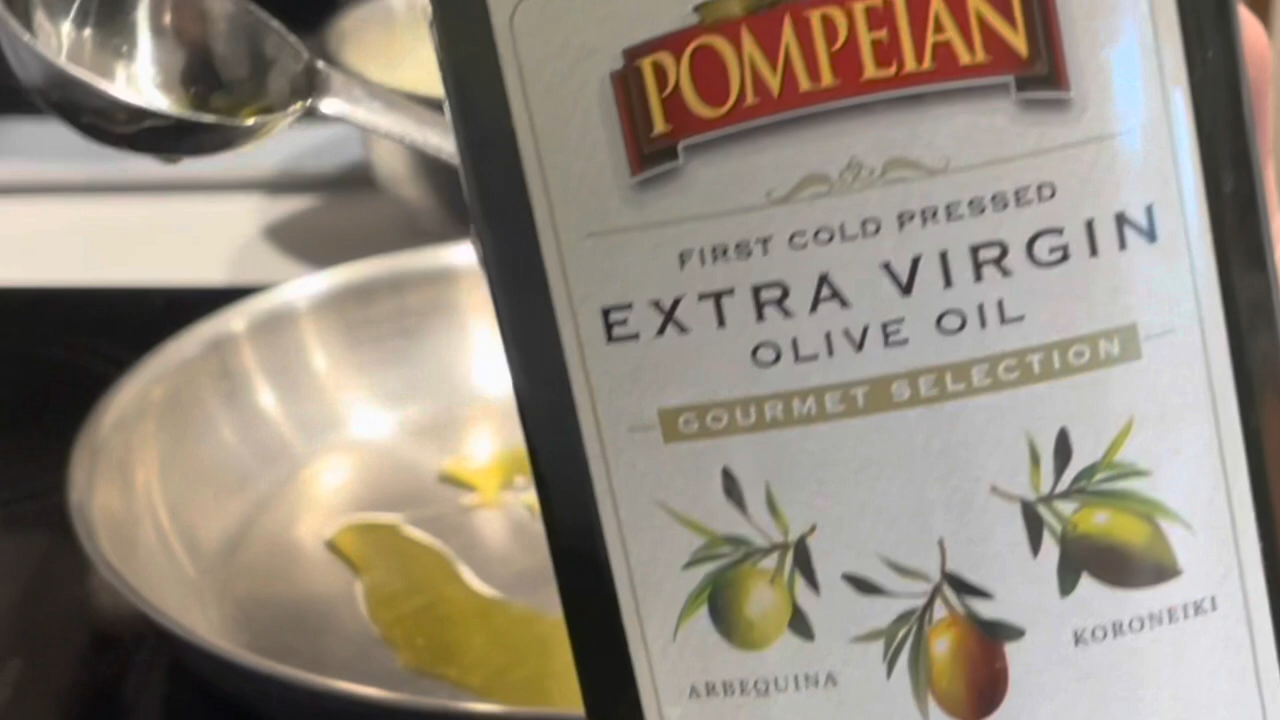 POMPEIAN
FIRST COLD PRESSED
EXTRA VIRGIN
OLIVE OIL
GOURMET SELECTION
KORONEIKI
ARBEQUINA